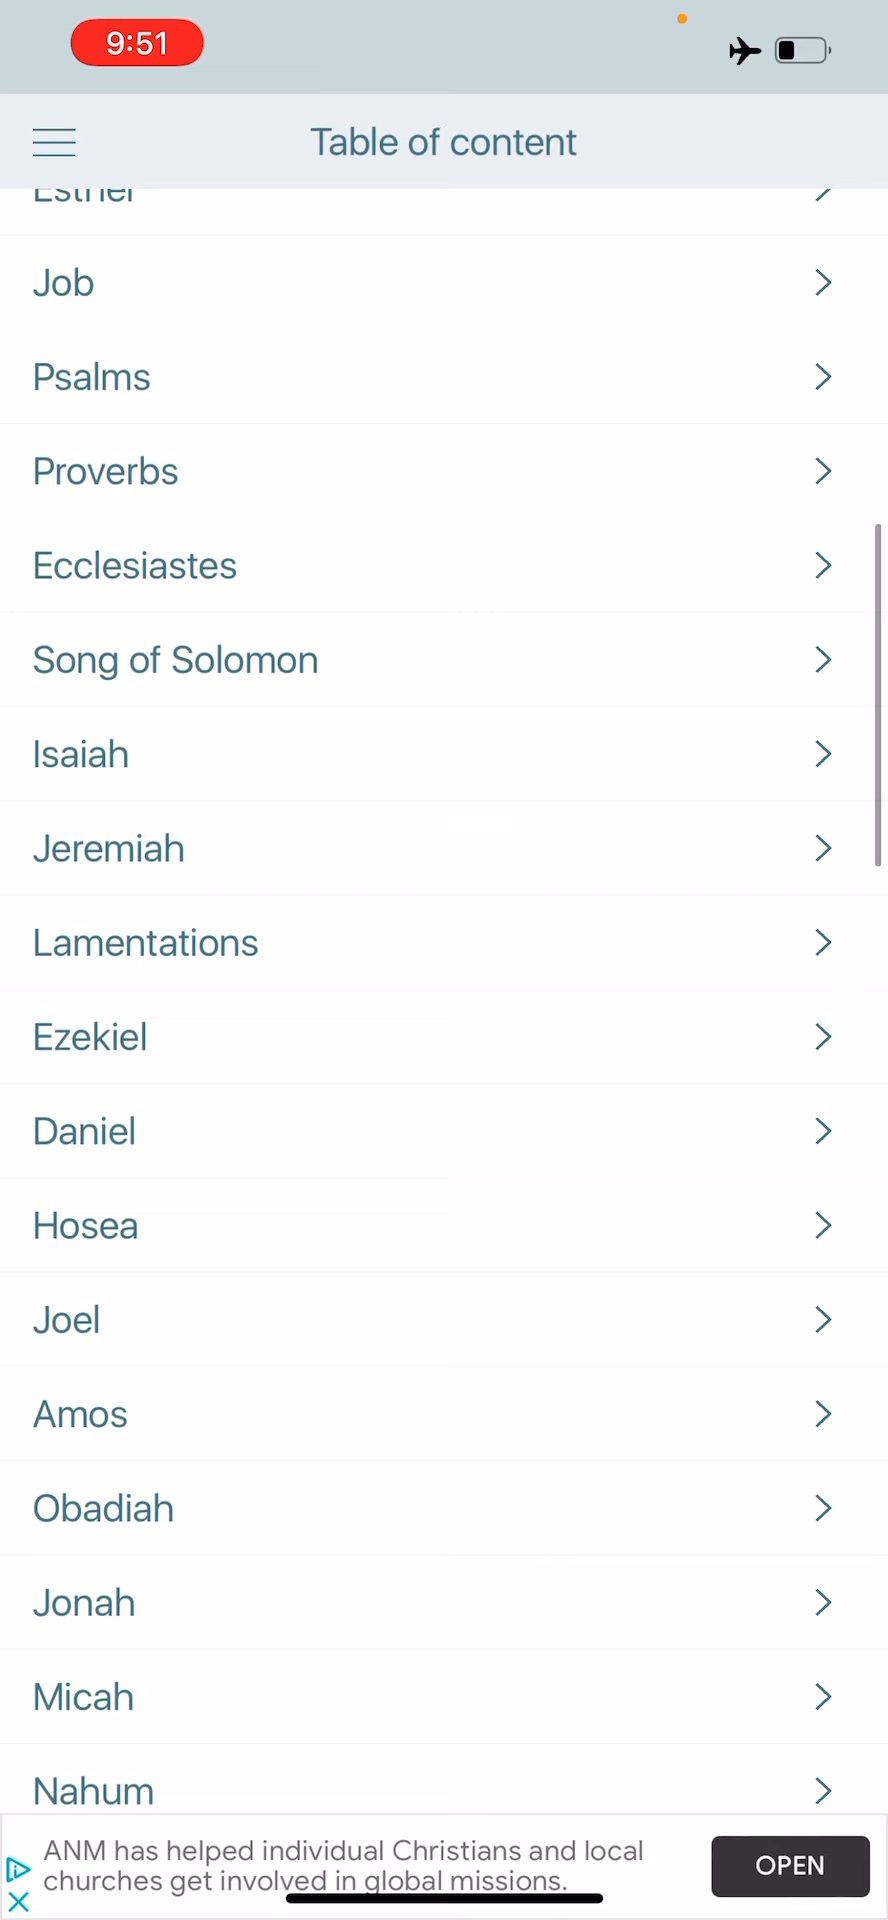 9:51
Table of content
Esther
Job
Psalms
Proverbs
Ecclesiastes
Song of Solomon
Isaiah
Jeremiah
Lamentations
Ezekiel
Daniel
Hosea
Joel
Amos
Obadiah
Jonah
Micah
Nahum
ANM has helped individual Christians and local
churches get involved in global missions.
OPEN